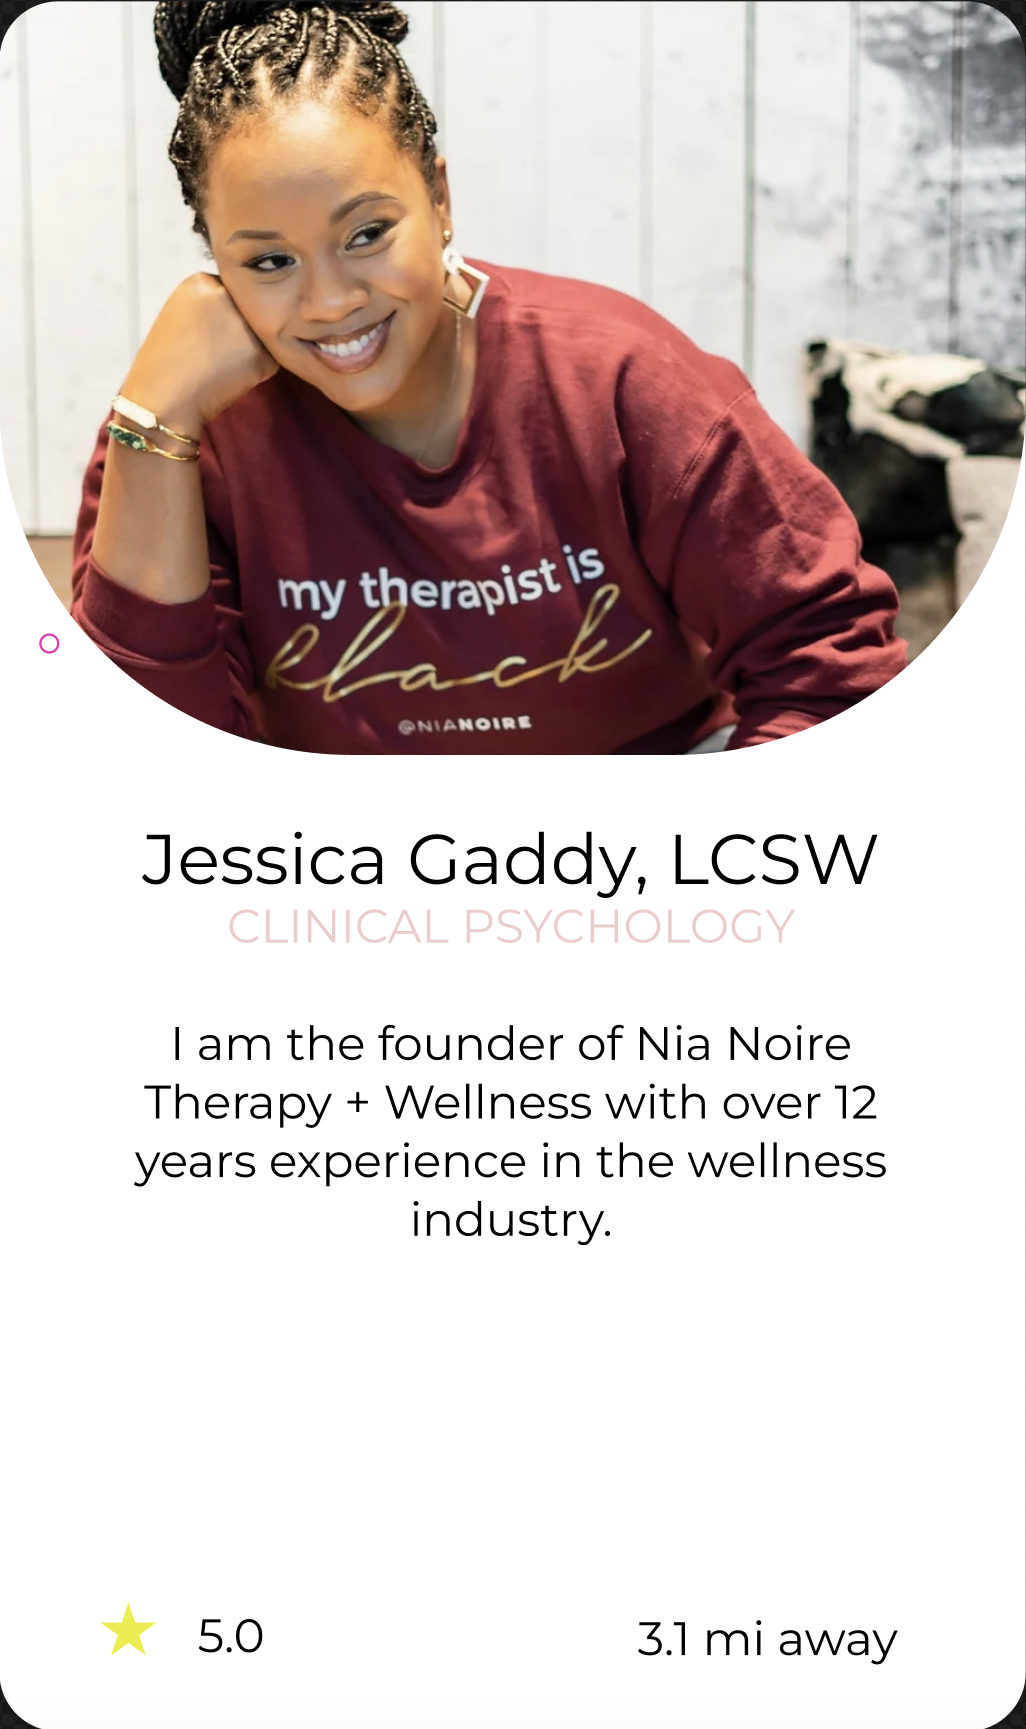 my therapist is
black
@NIANOIRE
Jessica Gaddy, LCSW
CLINICAL PSYCHOLOGY
I am the founder of Nia Noire
Therapy + Wellness with over 12
years experience in the wellness
industry.
5.0
3.1 mi away